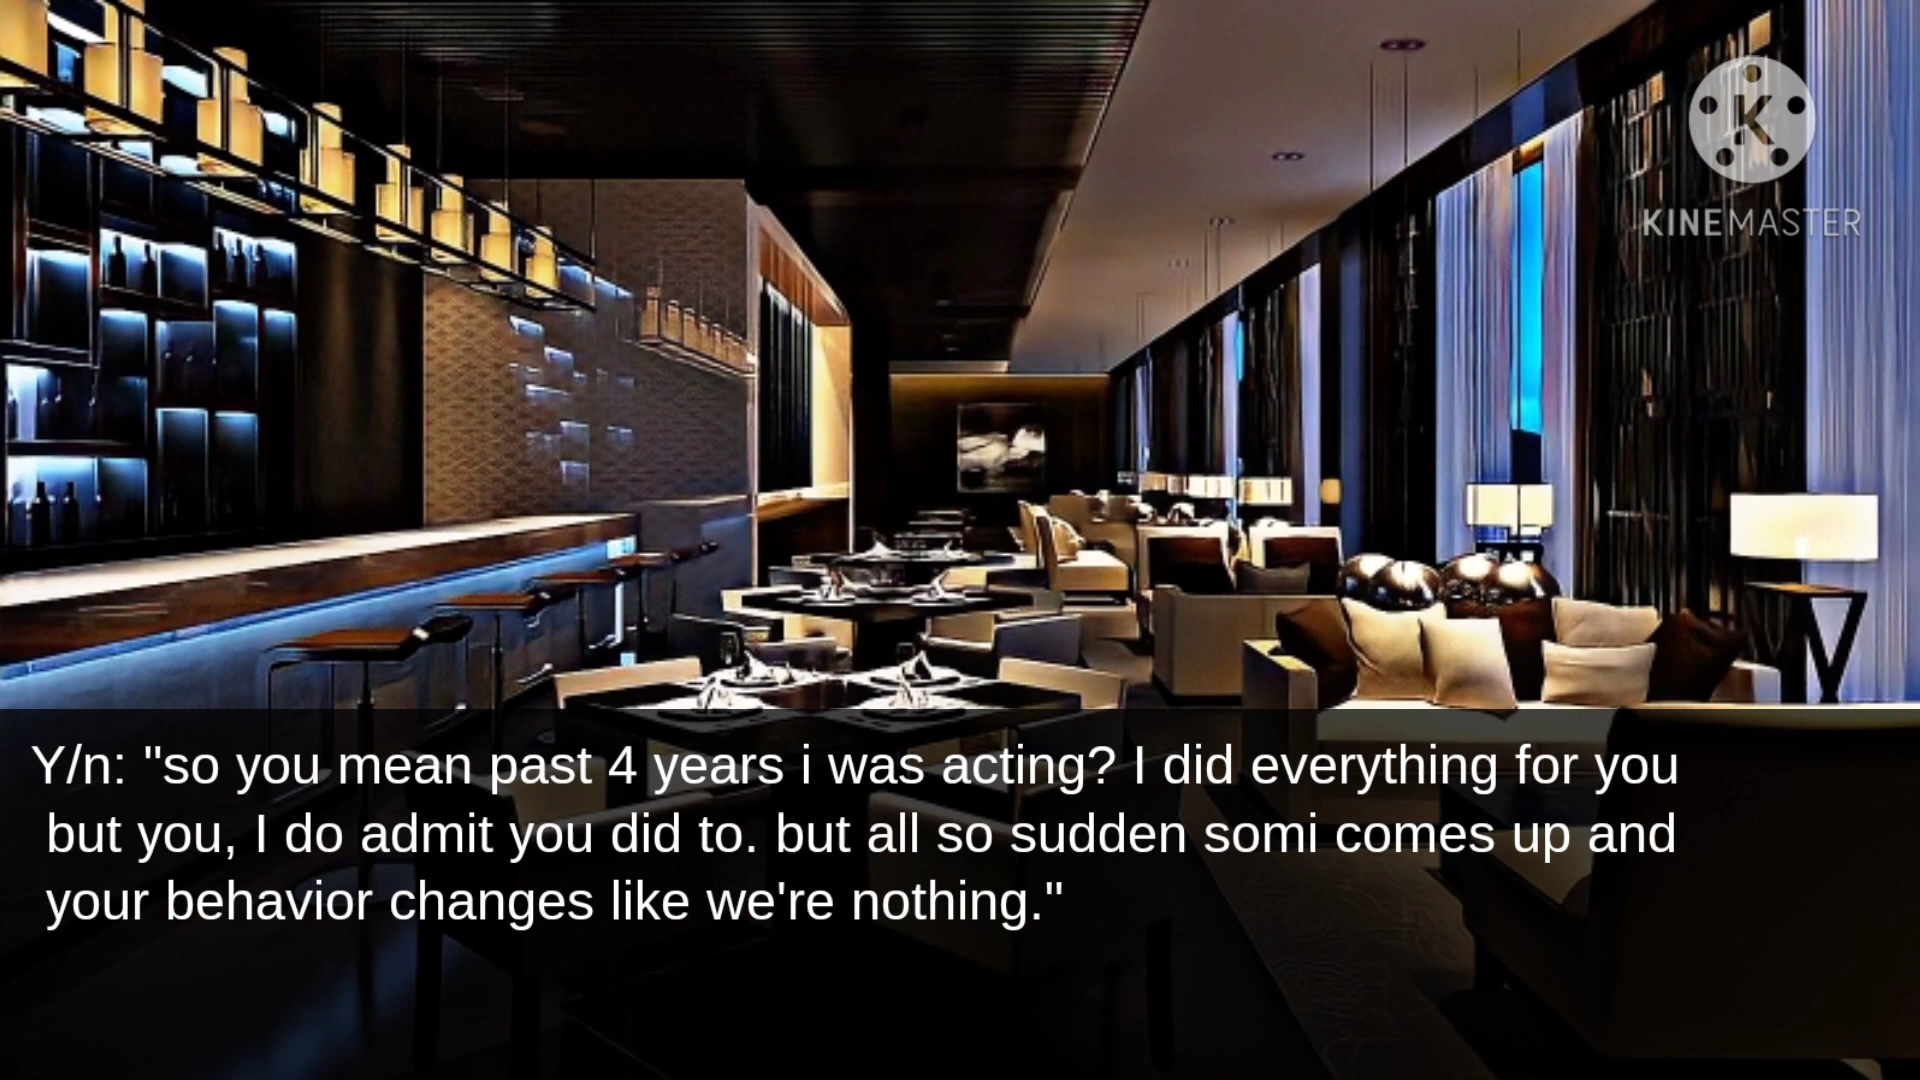 KINEMASTER
Y/n: "so you mean past 4 years i was acting? I did everything for you
but you, I do admit you did to. but all so sudden somi comes up and
your behavior changes like we're nothing."